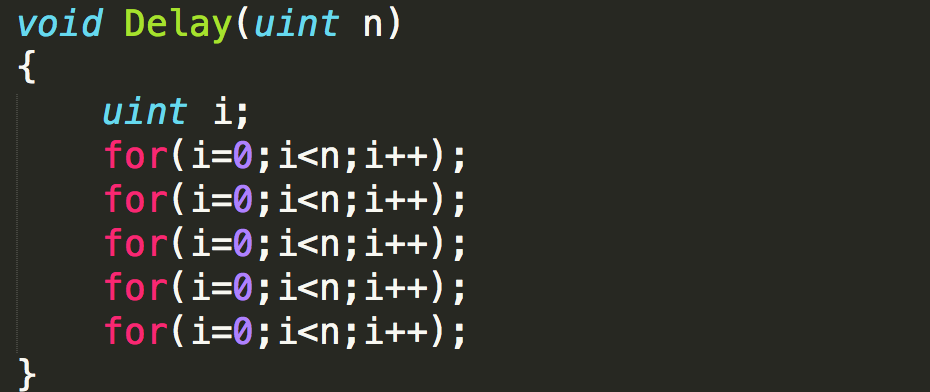 void Delay(uint n)
{
    uint i;
    for(i=0;i<n;i++);
    for(i=0;i<n;i++);
    for(i=0;i<n;i++);
    for(i=0;i<n;i++);
    for(i=0;i<n;i++);
}